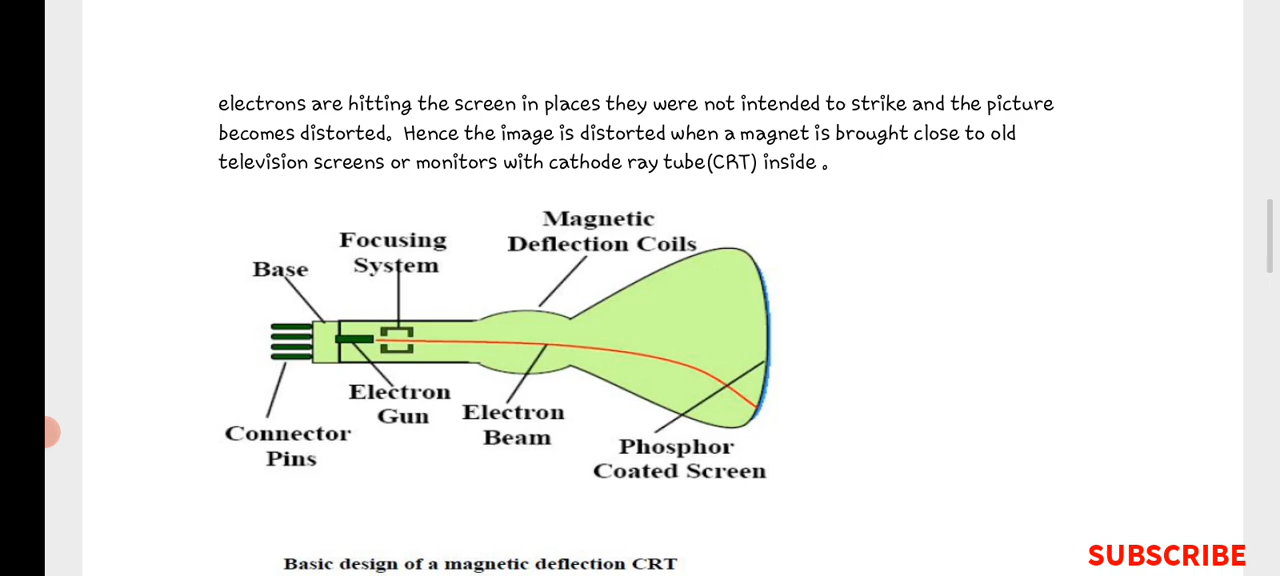 electrons are hitting the screen in places they were not intended to strike and the picture
becomes distorted. Hence the image is distorted when a magnet is brought close to old
television screens or monitors with cathode ray tube(CRT) inside .
Magnetic
Deflection Coils
Focusing
System
Base
Electron
Gun
Electron
Beam
Connector
Pins
Phosphor
Coated Screen
SUBSCRIBE
Basic design of a magnetic deflection CRT